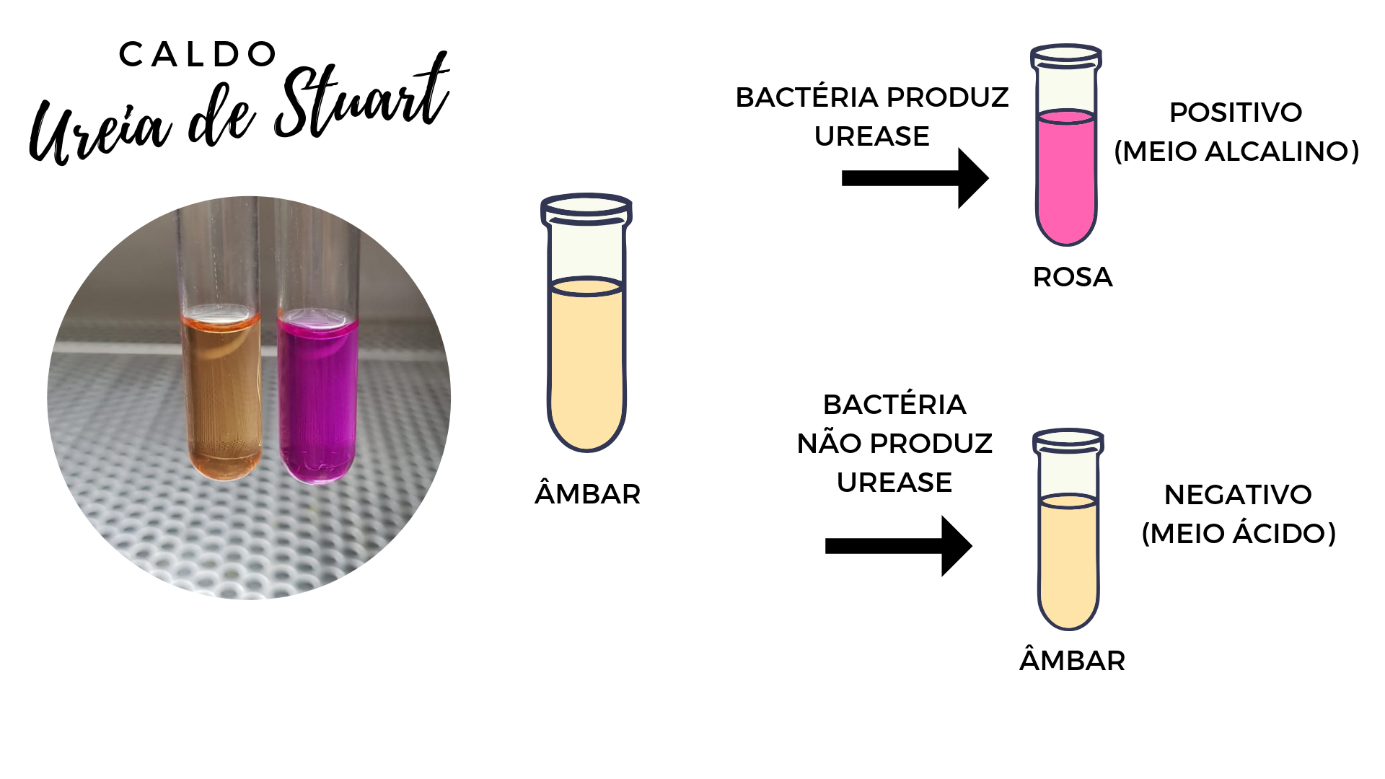 CALDO
Ureia de Stuart
ÂMBAR
BACTÉRIA PRODUZ
UREASE
POSITIVO
(MEIO ALCALINO)
ROSA
BACTÉRIA
NÃO PRODUZ
UREASE
NEGATIVO
(MEIO ÁCIDO)
ÂMBAR